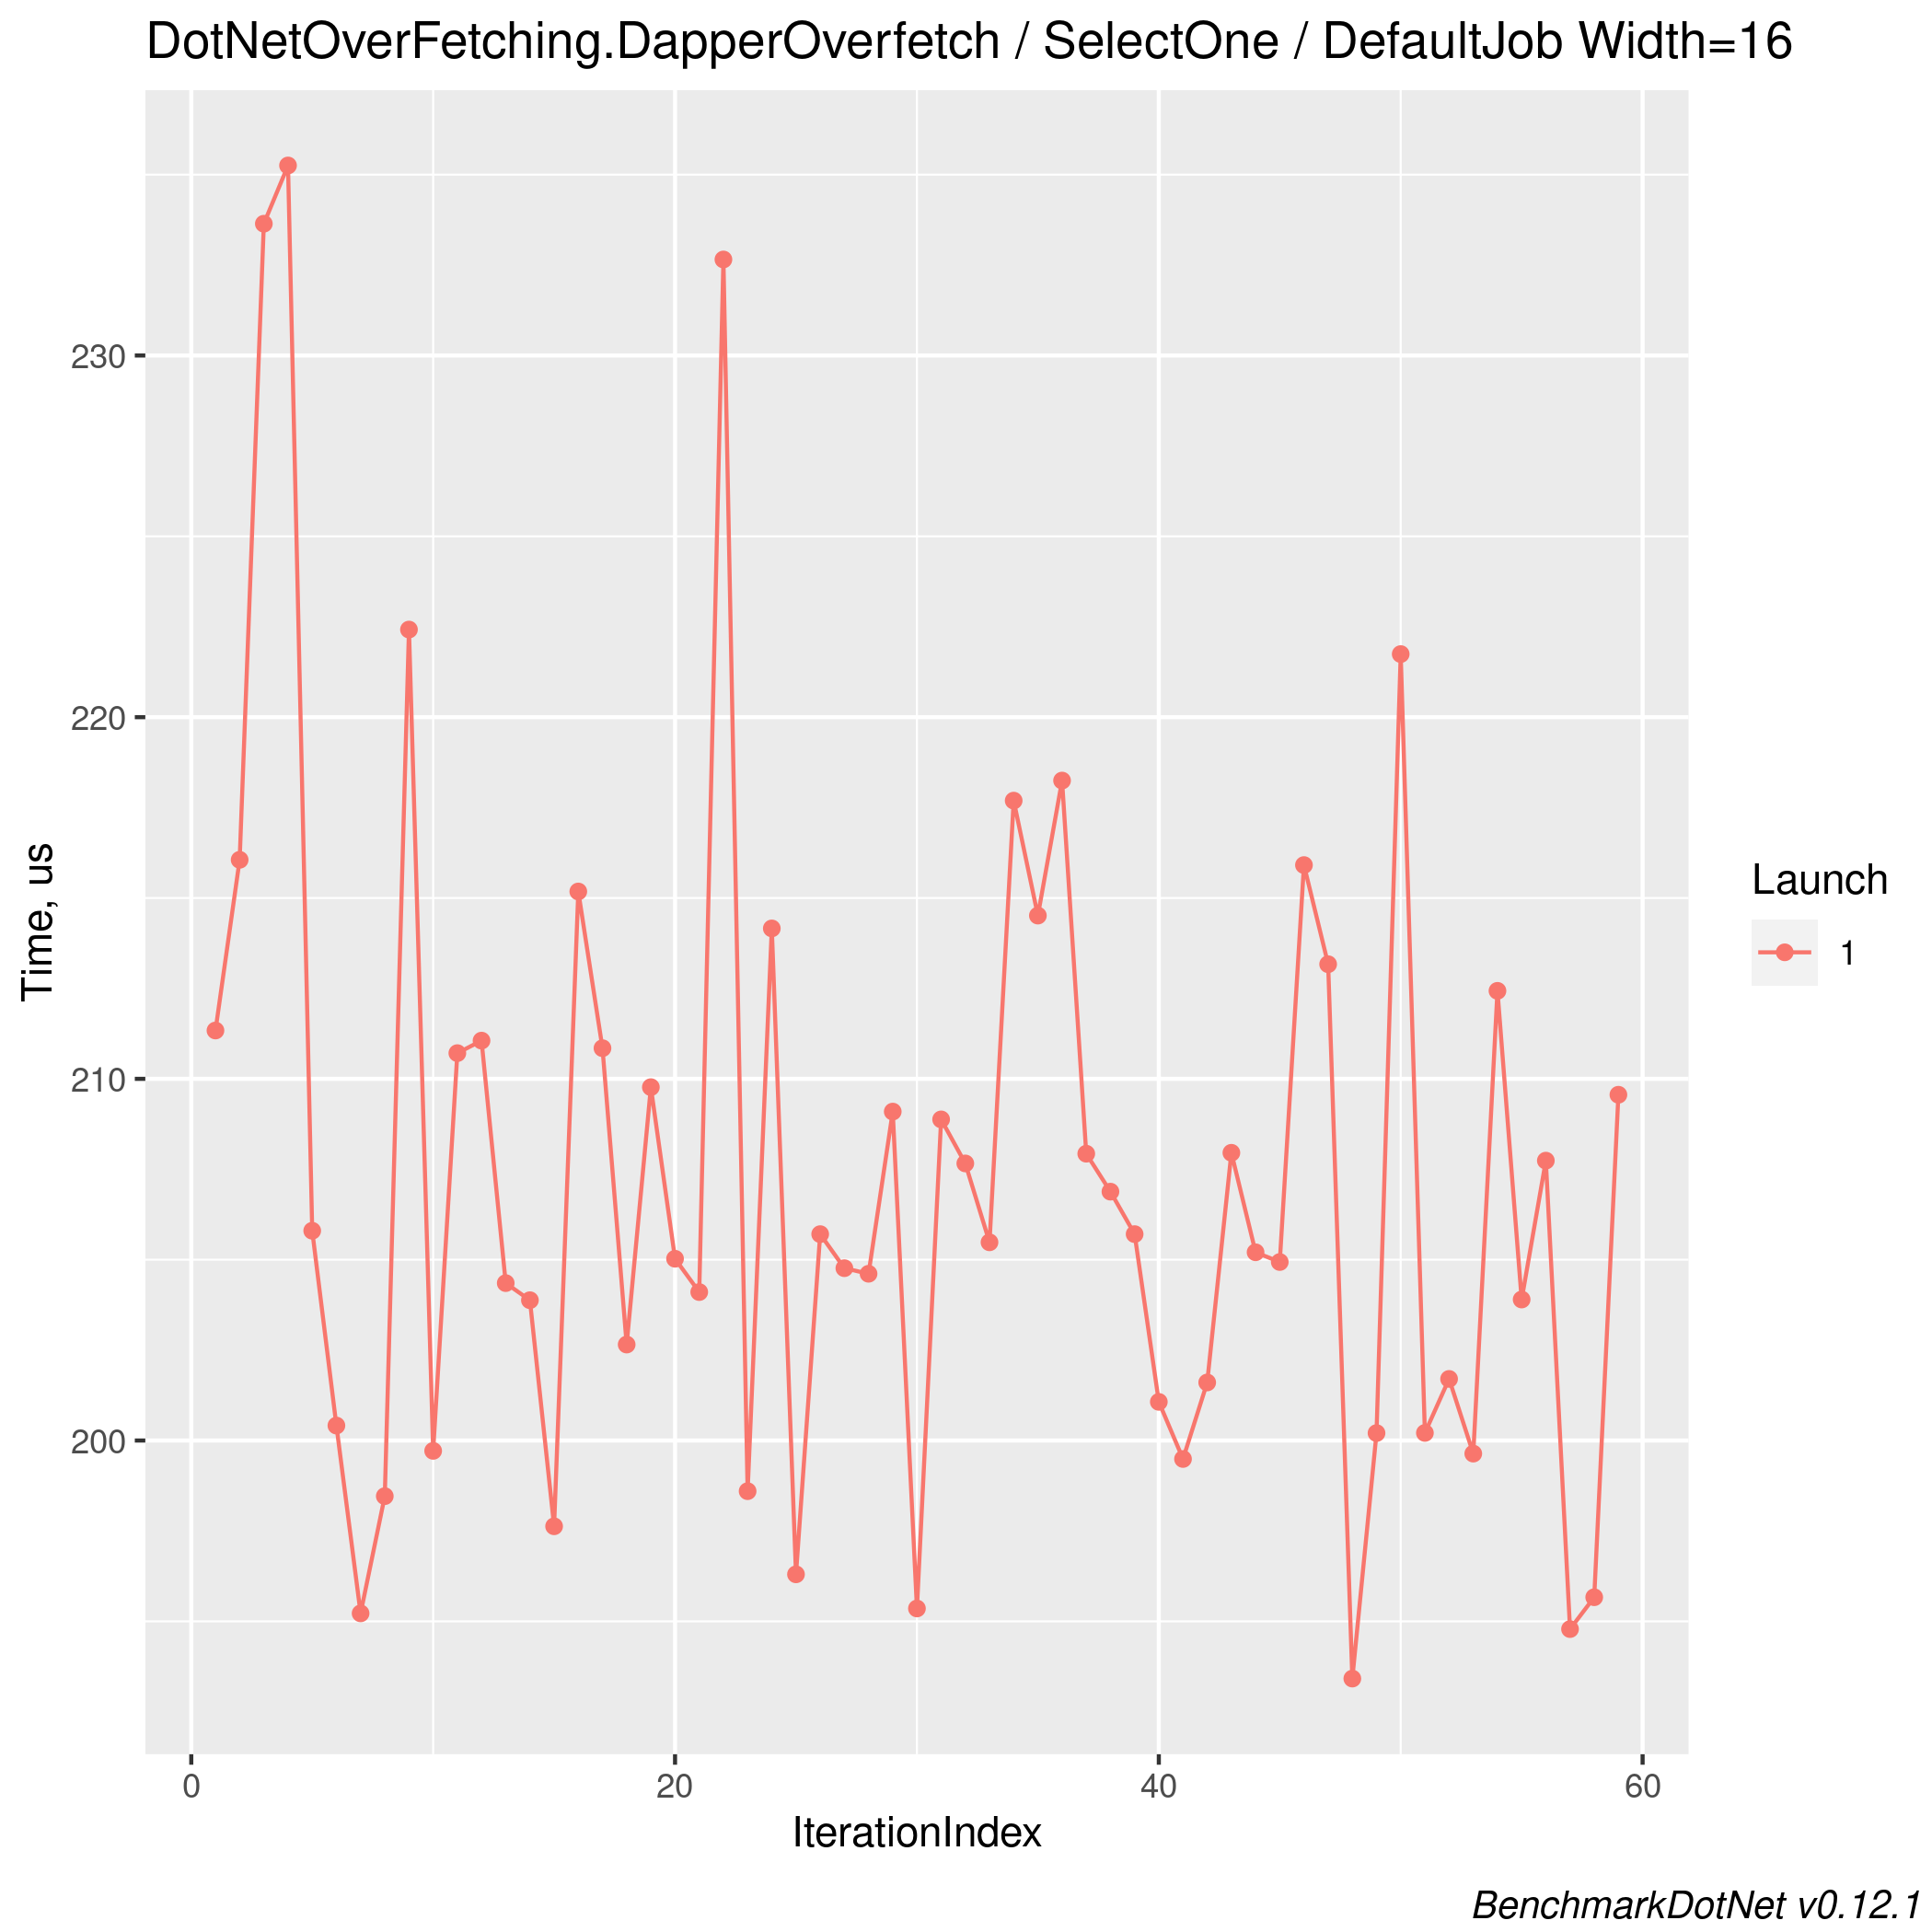 DotNetOverFetching.DapperOverfetch / SelectOne / DefaultJob Width=16
Time, us
230
220
210
200
0
20
40
60
IterationIndex
Launch
1
BenchmarkDotNet v0.12.1